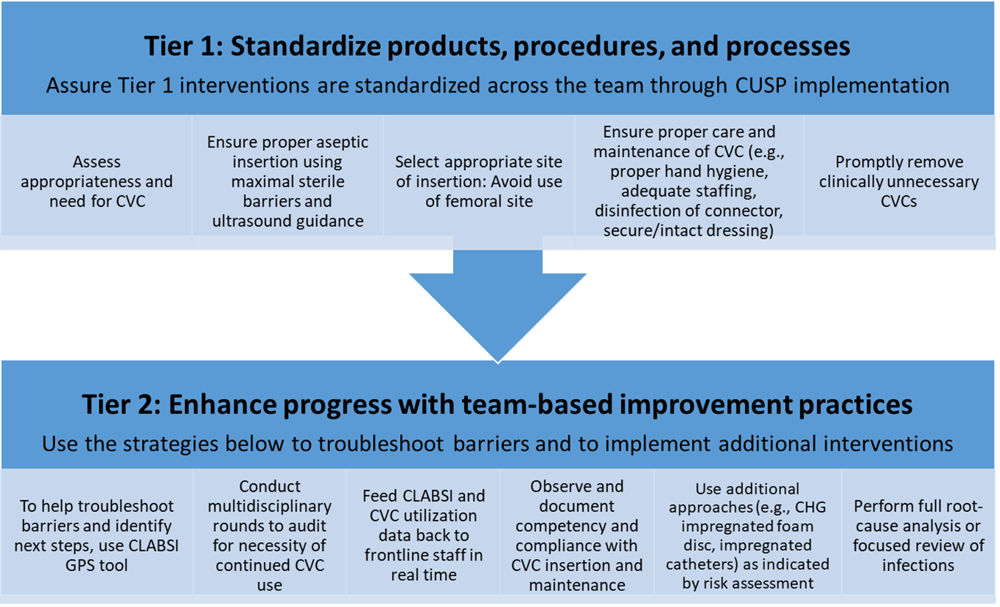 Tier 1: Standardize products, procedures, and processes
Assure Tier 1 interventions are standardized across the team through CUSP implementation
Assess
appropriateness and
need for CVC
Ensure proper aseptic
insertion using
maximal sterile
barriers and
ultrasound guidance
Select appropriate site
of insertion: Avoid use
of femoral site
Ensure proper care and
maintenance of CVC (e.g.,
proper hand hygiene,
adequate staffing,
disinfection of connector,
secure/intact dressing)
Promptly remove
clinically unnecessary
CVCs
Tier 2: Enhance progress with team-based improvement practices
Use the strategies below to troubleshoot barriers and to implement additional interventions
To help troubleshoot
barriers and identify
next steps, use CLABSI
GPS tool
Conduct
multidisciplinary
rounds to audit
for necessity of
continued CVC
use
Feed CLABSI and
CVC utilization
data back to
frontline staff in
real time
Observe and
document
competency and
compliance with
CVC insertion and
maintenance
Use additional
approaches (e.g., CHG
impregnated foam
disc, impregnated
catheters) as indicated
by risk assessment
Perform full root-
cause analysis or
focused review of
infections